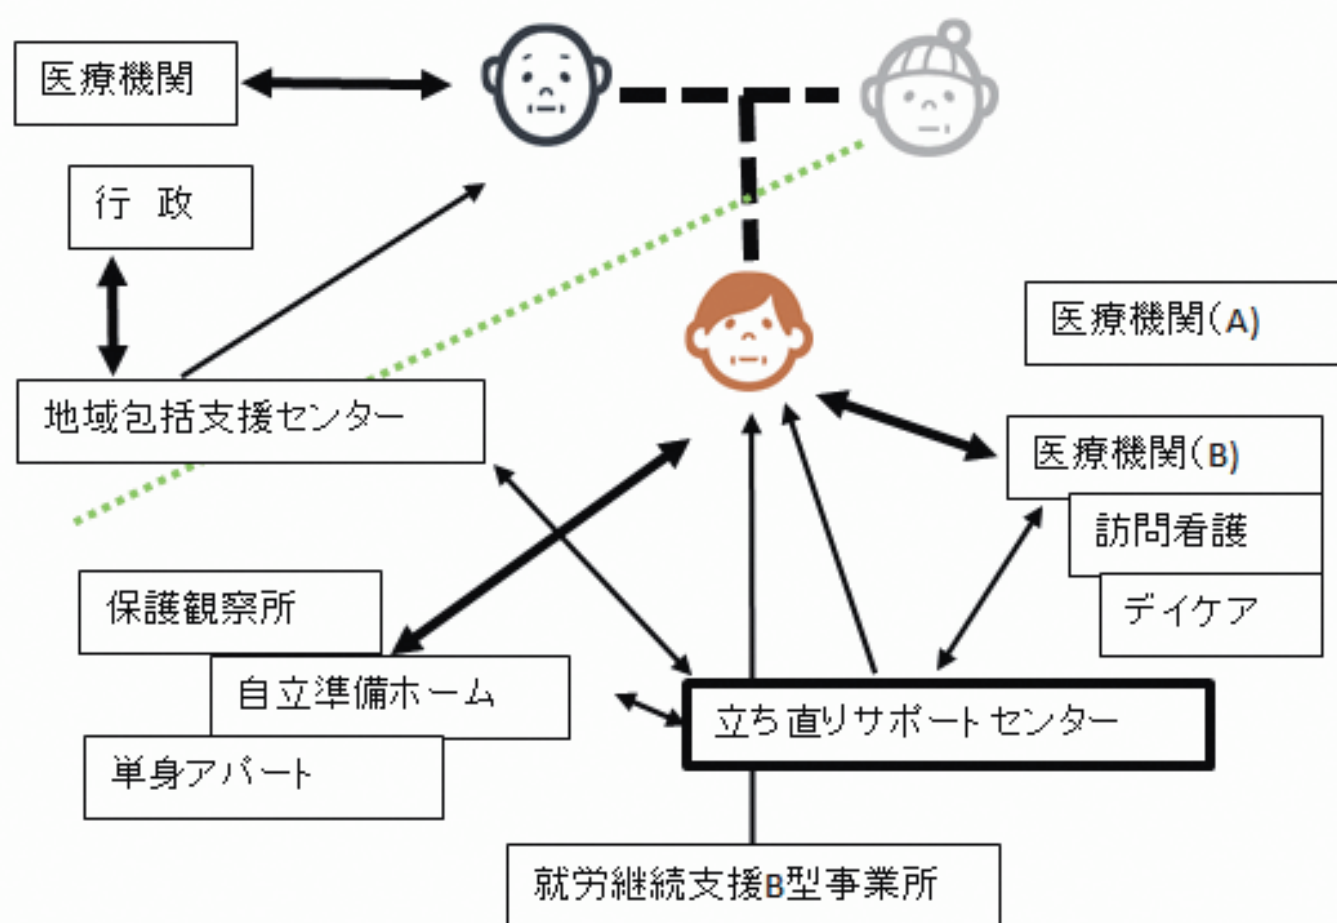 医療機関
行 政
医療機関(A)
地域包括支援センター
医療機関(B)
訪問看護
デイケア
保護観察所
自立準備ホーム
立ち直りサポートセンター
単身アパート
就労継続支援B型事業所